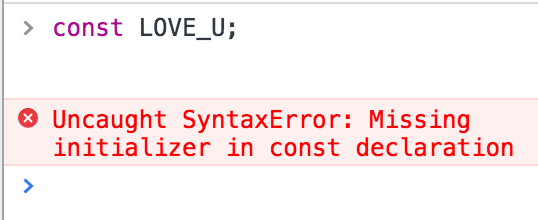 const LOVE_U;
Uncaught SyntaxError: Missing
initializer in const declaration